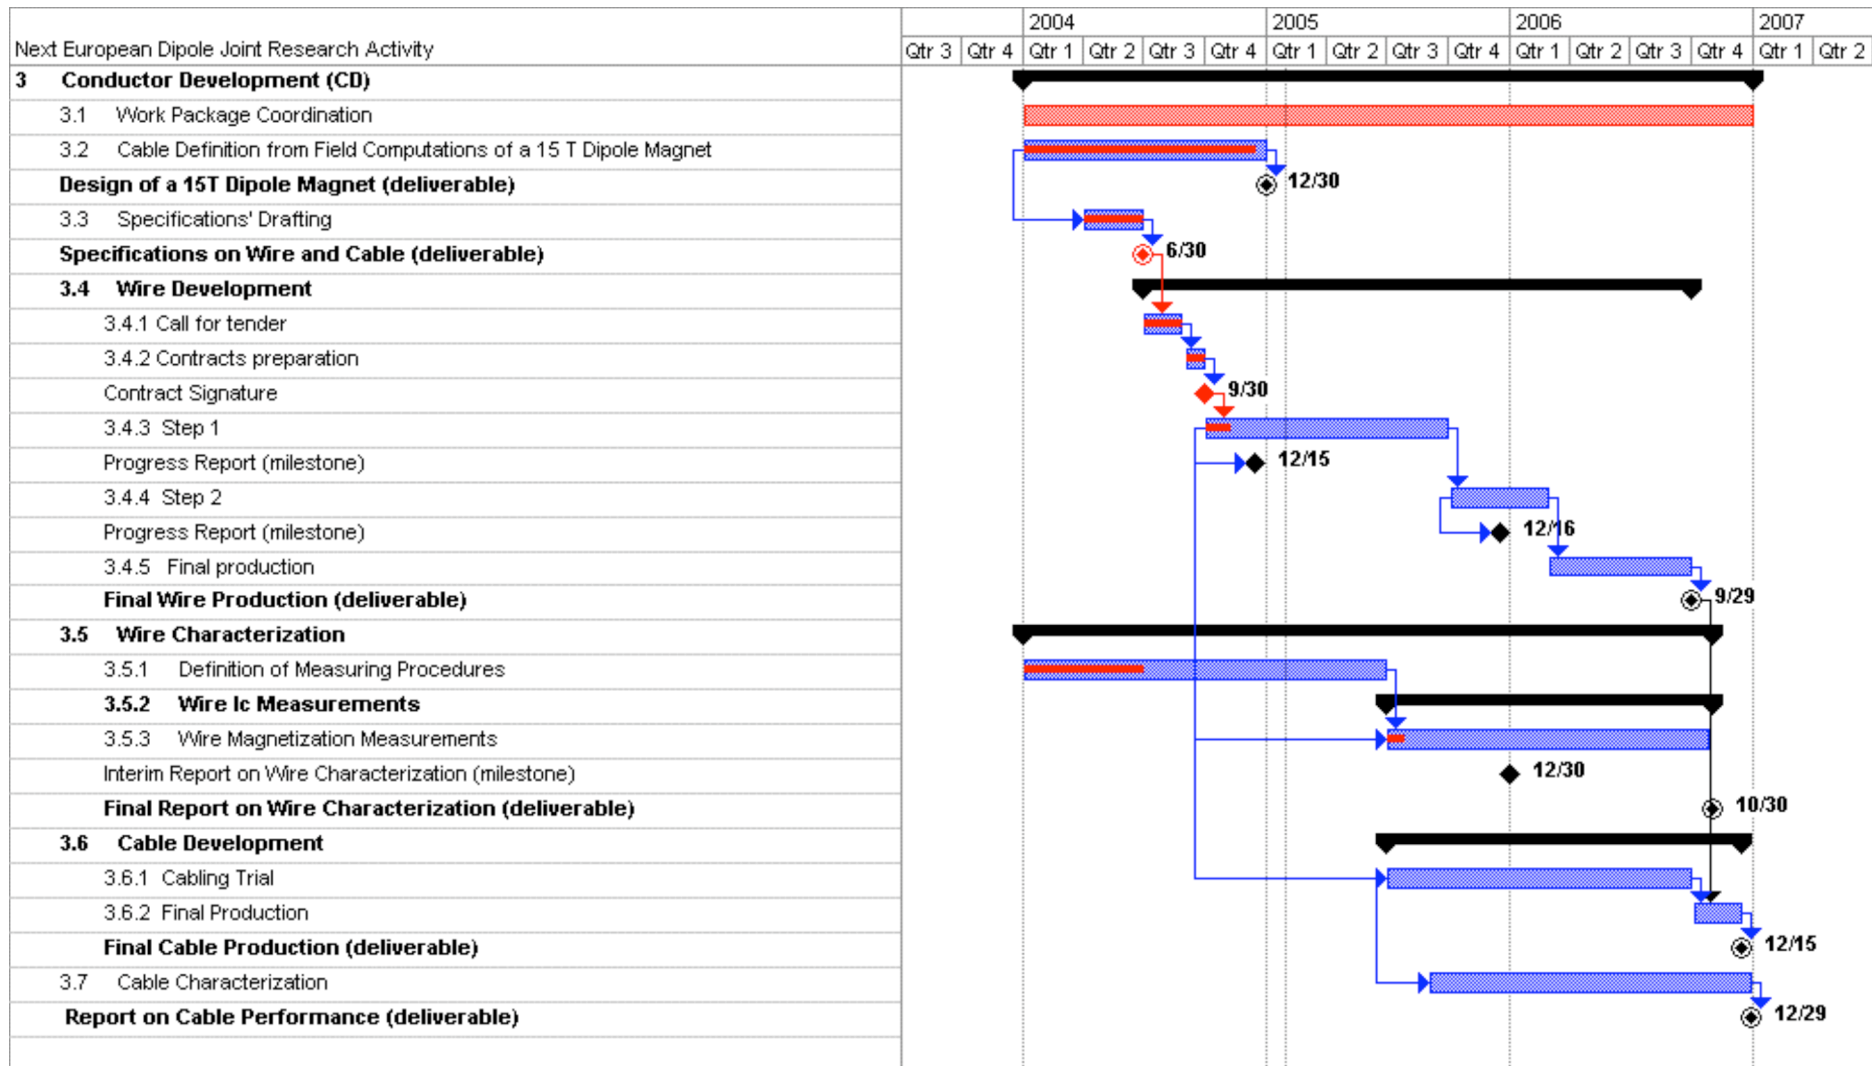 2004 2005 2006 2007
Next European Dipole Joint Research Activity Qtr 3 Qtr 4 Qtr 1 Qtr 2 Qtr 3 Qtr 4 Qtr 1 Qtr 2 Qtr 3 Qtr 4 Qtr 1 Qtr 2 Qtr 3 Qtr 4 Qtr 1 Qtr 2
3 Conductor Development (CD)
3.1 Work Package Coordination
3.2 Cable Definition from Field Computations of a 15 T Dipole Magnet
Design of a 15T Dipole Magnet (deliverable) 12/30
3.3 Specifications' Drafting
Specifications on Wire and Cable (deliverable) 6/30
3.4 Wire Development
3.4.1 Call for tender
3.4.2 Contracts preparation
Contract Signature 9/30
3.4.3 Step 1
Progress Report (milestone) 12/15
3.4.4 Step 2
Progress Report (milestone) 12/16
3.4.5 Final production
Final Wire Production (deliverable) 9/29
3.5 Wire Characterization
3.5.1 Definition of Measuring Procedures
3.5.2 Wire Ic Measurements
3.5.3 Wire Magnetization Measurements
Interim Report on Wire Characterization (milestone) 12/30
Final Report on Wire Characterization (deliverable) 10/30
3.6 Cable Development
3.6.1 Cabling Trial
3.6.2 Final Production
Final Cable Production (deliverable) 12/15
3.7 Cable Characterization
Report on Cable Performance (deliverable) 12/29